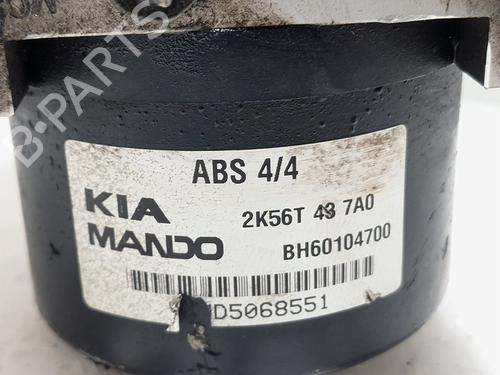 B-PARTS
ABS 4/4
KIA 2K56T 43 7A0
MANDO BH60104700
D5068551